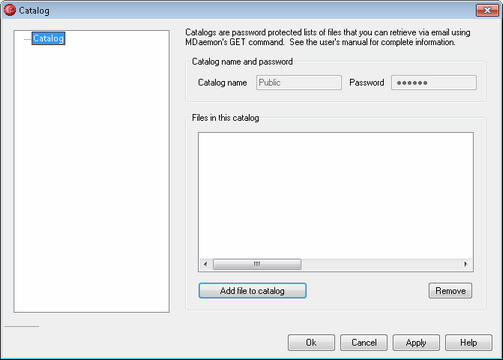 Catalog
Catalog
Catalogs are password protected lists of files that you can retrieve via email using
MDaemon's GET command. See the user's manual for complete information.
Catalog name and password
Catalog name Public Password ●●●●●●
Files in this catalog
Add file to catalog Remove
Ok Cancel Apply Help